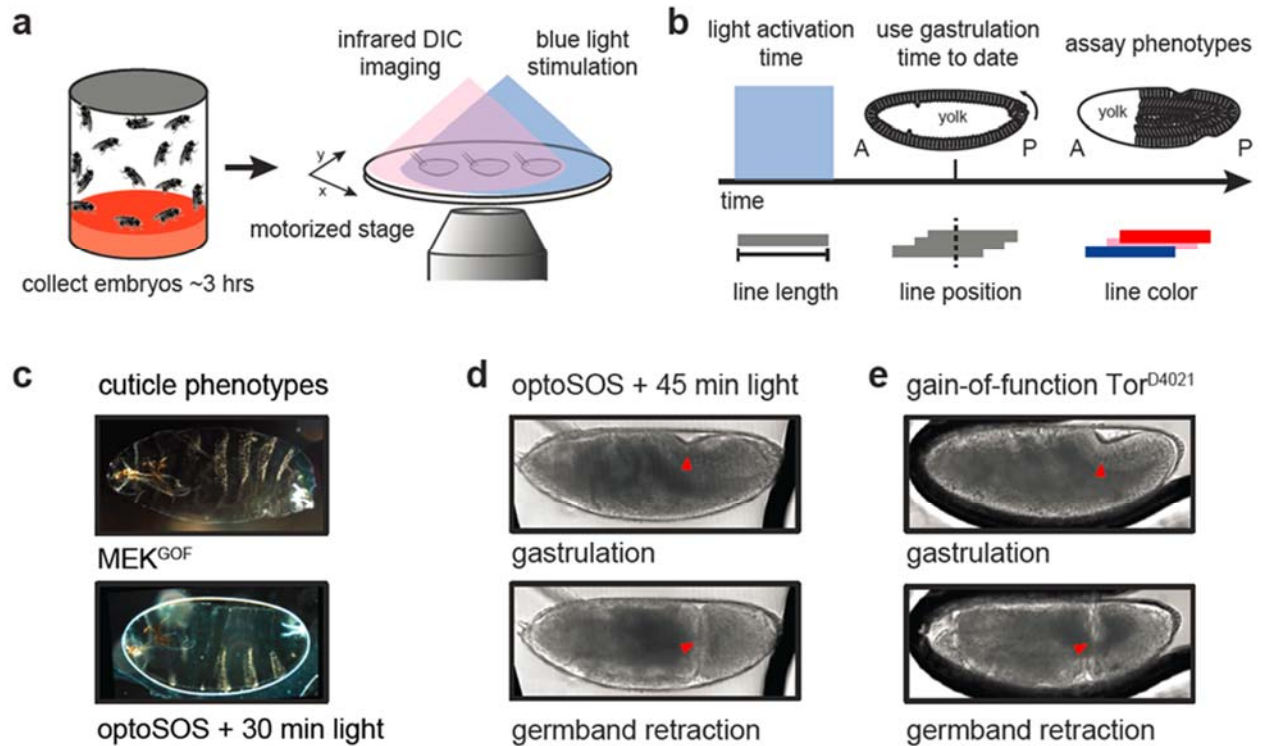 a
infrared DIC
imaging
blue light
stimulation
y
x
motorized stage
collect embryos ~3 hrs
b
light activation
time
use gastrulation
time to date
assay phenotypes
yolk
A
P
yolk
A
P
time
line length
line position
line color
c
cuticle phenotypes
MEK^GOF
optoSOS + 30 min light
d
optoSOS + 45 min light
gastrulation
germband retraction
e
gain-of-function Tor^D4021
gastrulation
germband retraction